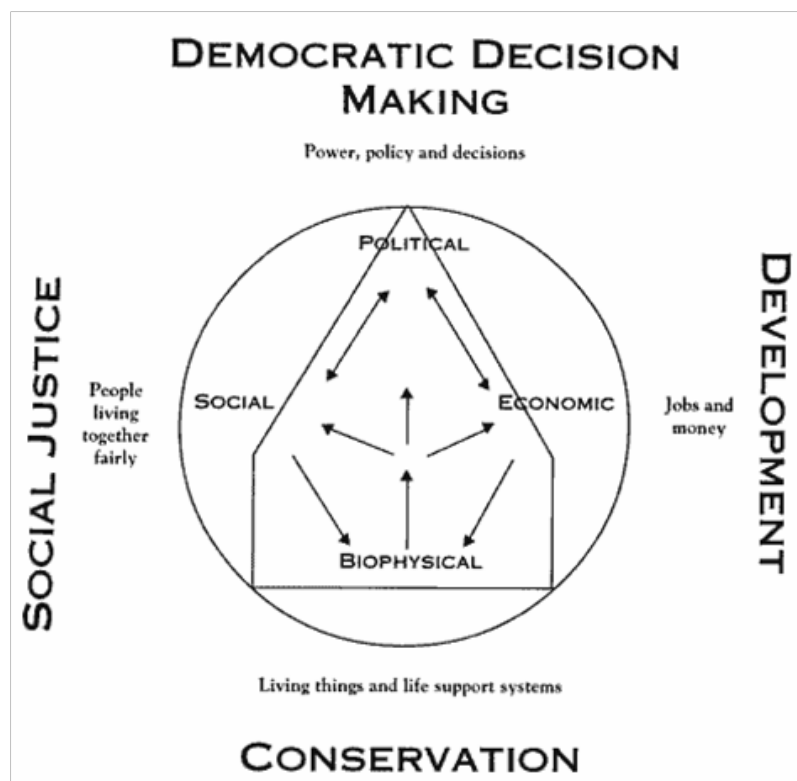 DEMOCRATIC DECISION
MAKING
Power, policy and decisions
POLITICAL
SOCIAL JUSTICE
People
living
together
fairly
SOCIAL
ECONOMIC
Jobs and
money
DEVELOPMENT
BIOPHYSICAL
Living things and life support systems
CONSERVATION